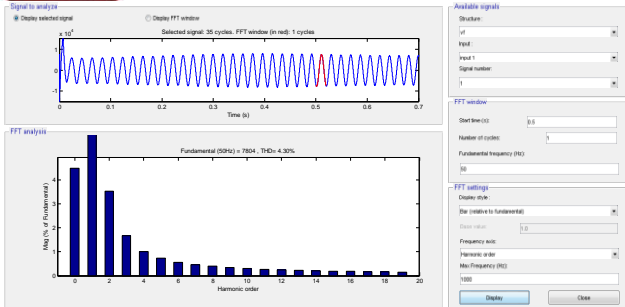 Signal to analyze
Display selected signal
Display FFT window
Selected signal: 35 cycles. FFT window (in red): 1 cycles
x 10^4
1
0
-1
0 0.1 0.2 0.3 0.4 0.5 0.6 0.7
Time (s)
FFT analysis
Fundamental (50Hz) = 7804 , THD= 4.30%
Mag (% of Fundamental)
4
3
2
1
0
0 2 4 6 8 10 12 14 16 18 20
Harmonic order
Available signals
Structure :
vf
Input :
input 1
Signal number:
1
FFT window
Start time (s):
0.5
Number of cycles:
1
Fundamental frequency (Hz):
50
FFT settings
Display style :
Bar (relative to fundamental)
Base value:
1.0
Frequency axis:
Harmonic order
Max Frequency (Hz):
1000
Display
Close